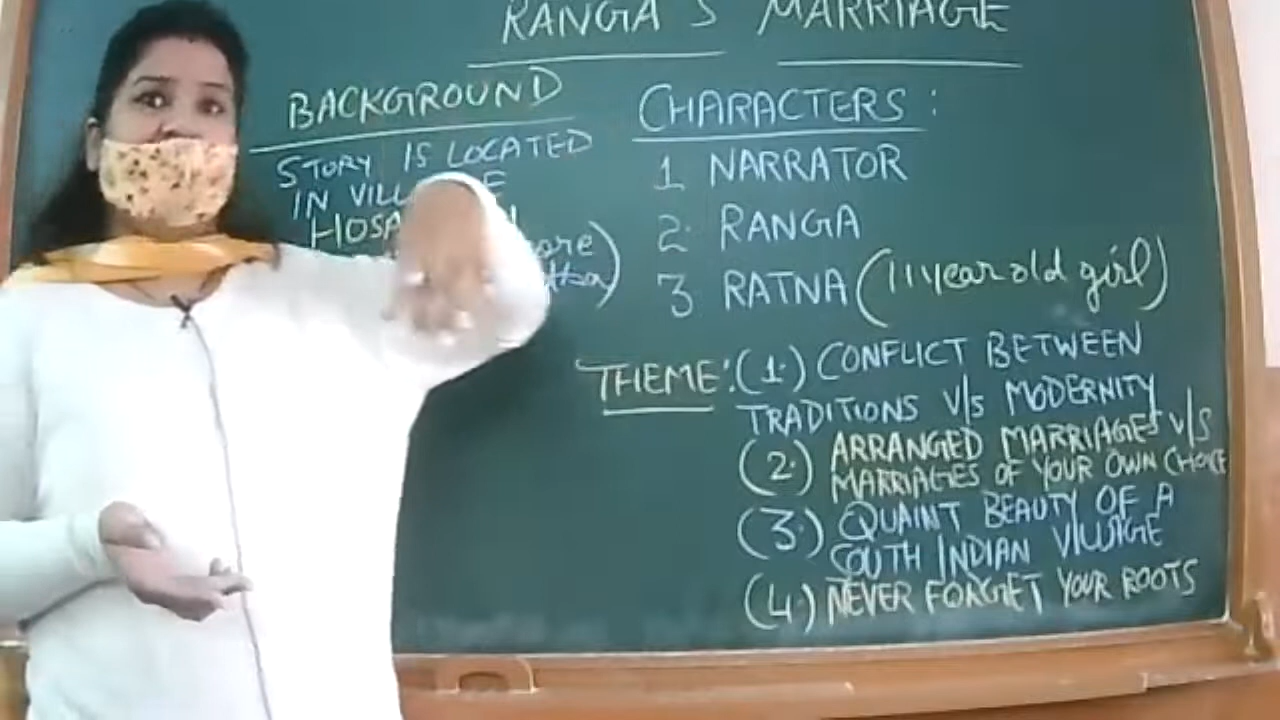 RANGA'S MARRIAGE
BACKGROUND
STORY IS LOCATED
IN
CHARACTERS:
1 NARRATOR
2. RANGA
3 RATNA (11 year old girl)
THEME: (1.) CONFLICT BETWEEN
TRADITIONS V/S MODERNITY
(2.) ARRANGED MARRIAGES V/S
MARRIAGES OF YOUR OWN CHOICE
(3.) QUAINT BEAUTY OF A
SOUTH INDIAN VILLAGE
(4.) NEVER FORGET YOUR ROOTS